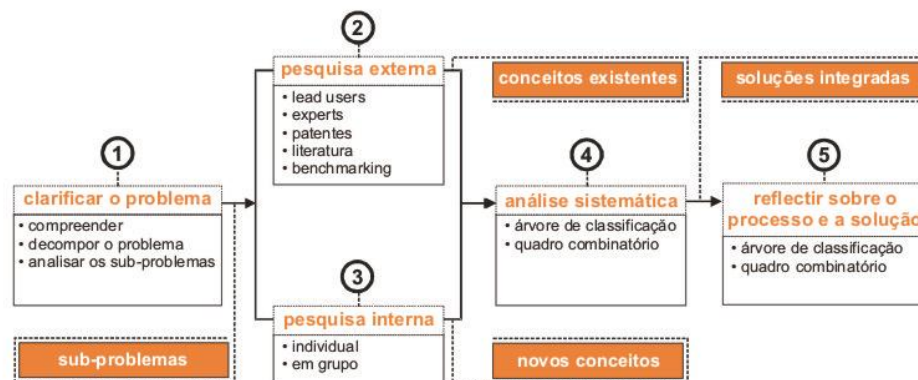 1
clarificar o problema
• compreender
• decompor o problema
• analisar os sub-problemas
sub-problemas
2
pesquisa externa
• lead users
• experts
• patentes
• literatura
• benchmarking
3
pesquisa interna
• individual
• em grupo
conceitos existentes
4
análise sistemática
• árvore de classificação
• quadro combinatório
novos conceitos
soluções integradas
5
reflectir sobre o
processo e a solução
• árvore de classificação
• quadro combinatório